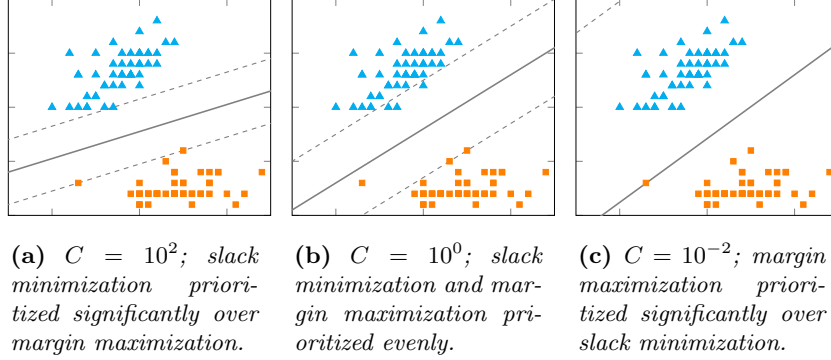 (a) C = 10²; slack
minimization priori-
tized significantly over
margin maximization.
(b) C = 10⁰; slack
minimization and mar-
gin maximization pri-
oritized evenly.
(c) C = 10⁻²; margin
maximization priori-
tized significantly over
slack minimization.